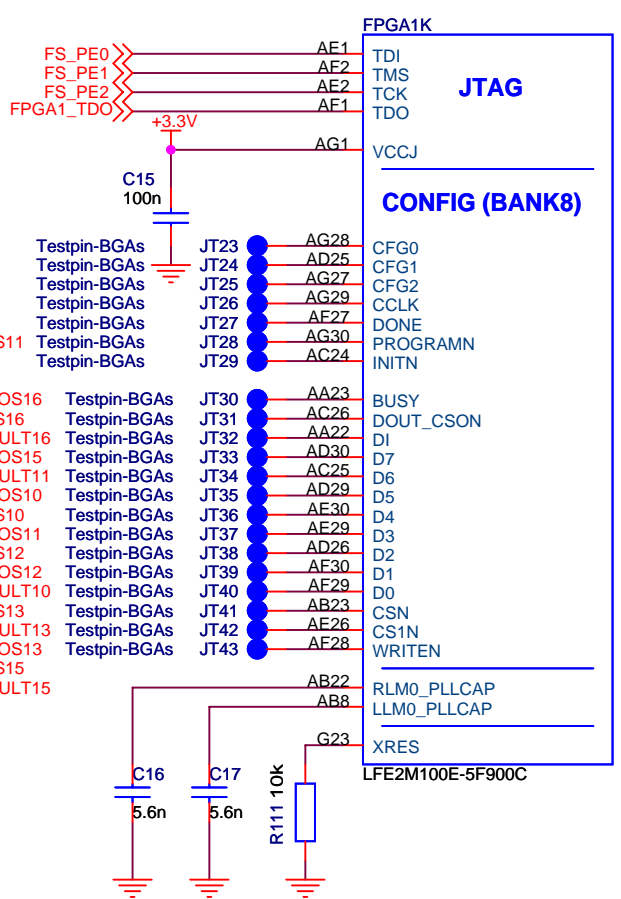 FPGA1K
FS_PE0 AE1 TDI
FS_PE1 AF2 TMS
FS_PE2 AE2 TCK
FPGA1_TDO AF1 TDO
JTAG
+3.3V
AG1 VCCJ
C15
100n
CONFIG (BANK8)
Testpin-BGAs JT23 AG28 CFG0
Testpin-BGAs JT24 AD25 CFG1
Testpin-BGAs JT25 AG27 CFG2
Testpin-BGAs JT26 AG29 CCLK
Testpin-BGAs JT27 AF27 DONE
S11 Testpin-BGAs JT28 AG30 PROGRAMN
Testpin-BGAs JT29 AC24 INITN
OS16 Testpin-BGAs JT30 AA23 BUSY
S16 Testpin-BGAs JT31 AC26 DOUT_CSON
ULT16 Testpin-BGAs JT32 AA22 DI
OS15 Testpin-BGAs JT33 AD30 D7
ULT11 Testpin-BGAs JT34 AC25 D6
OS10 Testpin-BGAs JT35 AD29 D5
S10 Testpin-BGAs JT36 AE30 D4
OS11 Testpin-BGAs JT37 AE29 D3
S12 Testpin-BGAs JT38 AD26 D2
OS12 Testpin-BGAs JT39 AF30 D1
ULT10 Testpin-BGAs JT40 AF29 D0
S13 Testpin-BGAs JT41 AB23 CSN
ULT13 Testpin-BGAs JT42 AE26 CS1N
OS13 Testpin-BGAs JT43 AF28 WRITEN
S15
ULT15
AB22 RLM0_PLLCAP
AB8 LLM0_PLLCAP
G23 XRES
LFE2M100E-5F900C
C16
5.6n
C17
5.6n
R111 10k